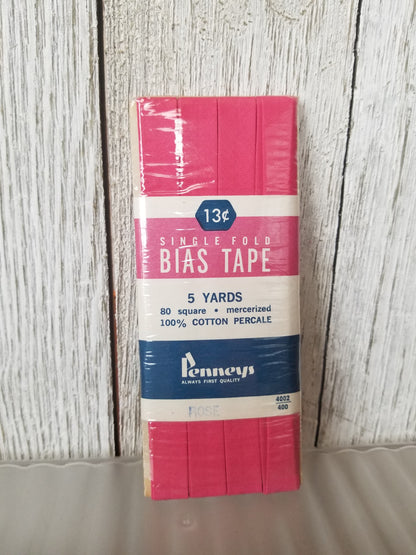 13¢
SINGLE FOLD
BIAS TAPE
5 YARDS
80 square • mercerized
100% COTTON PERCALE
Penneys
ALWAYS FIRST QUALITY
ROSE
4002
400